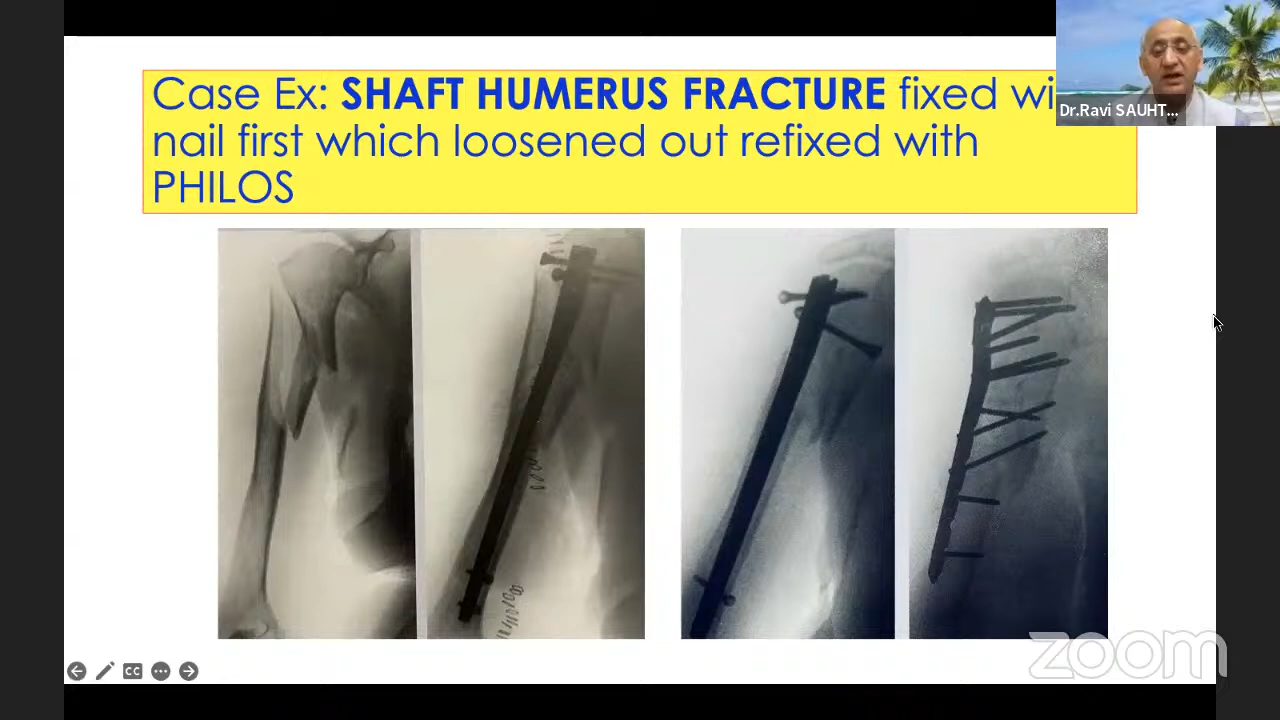 Case Ex: SHAFT HUMERUS FRACTURE fixed wi
nail first which loosened out refixed with
PHILOS
Dr.Ravi SAUHT...
CC
zoom